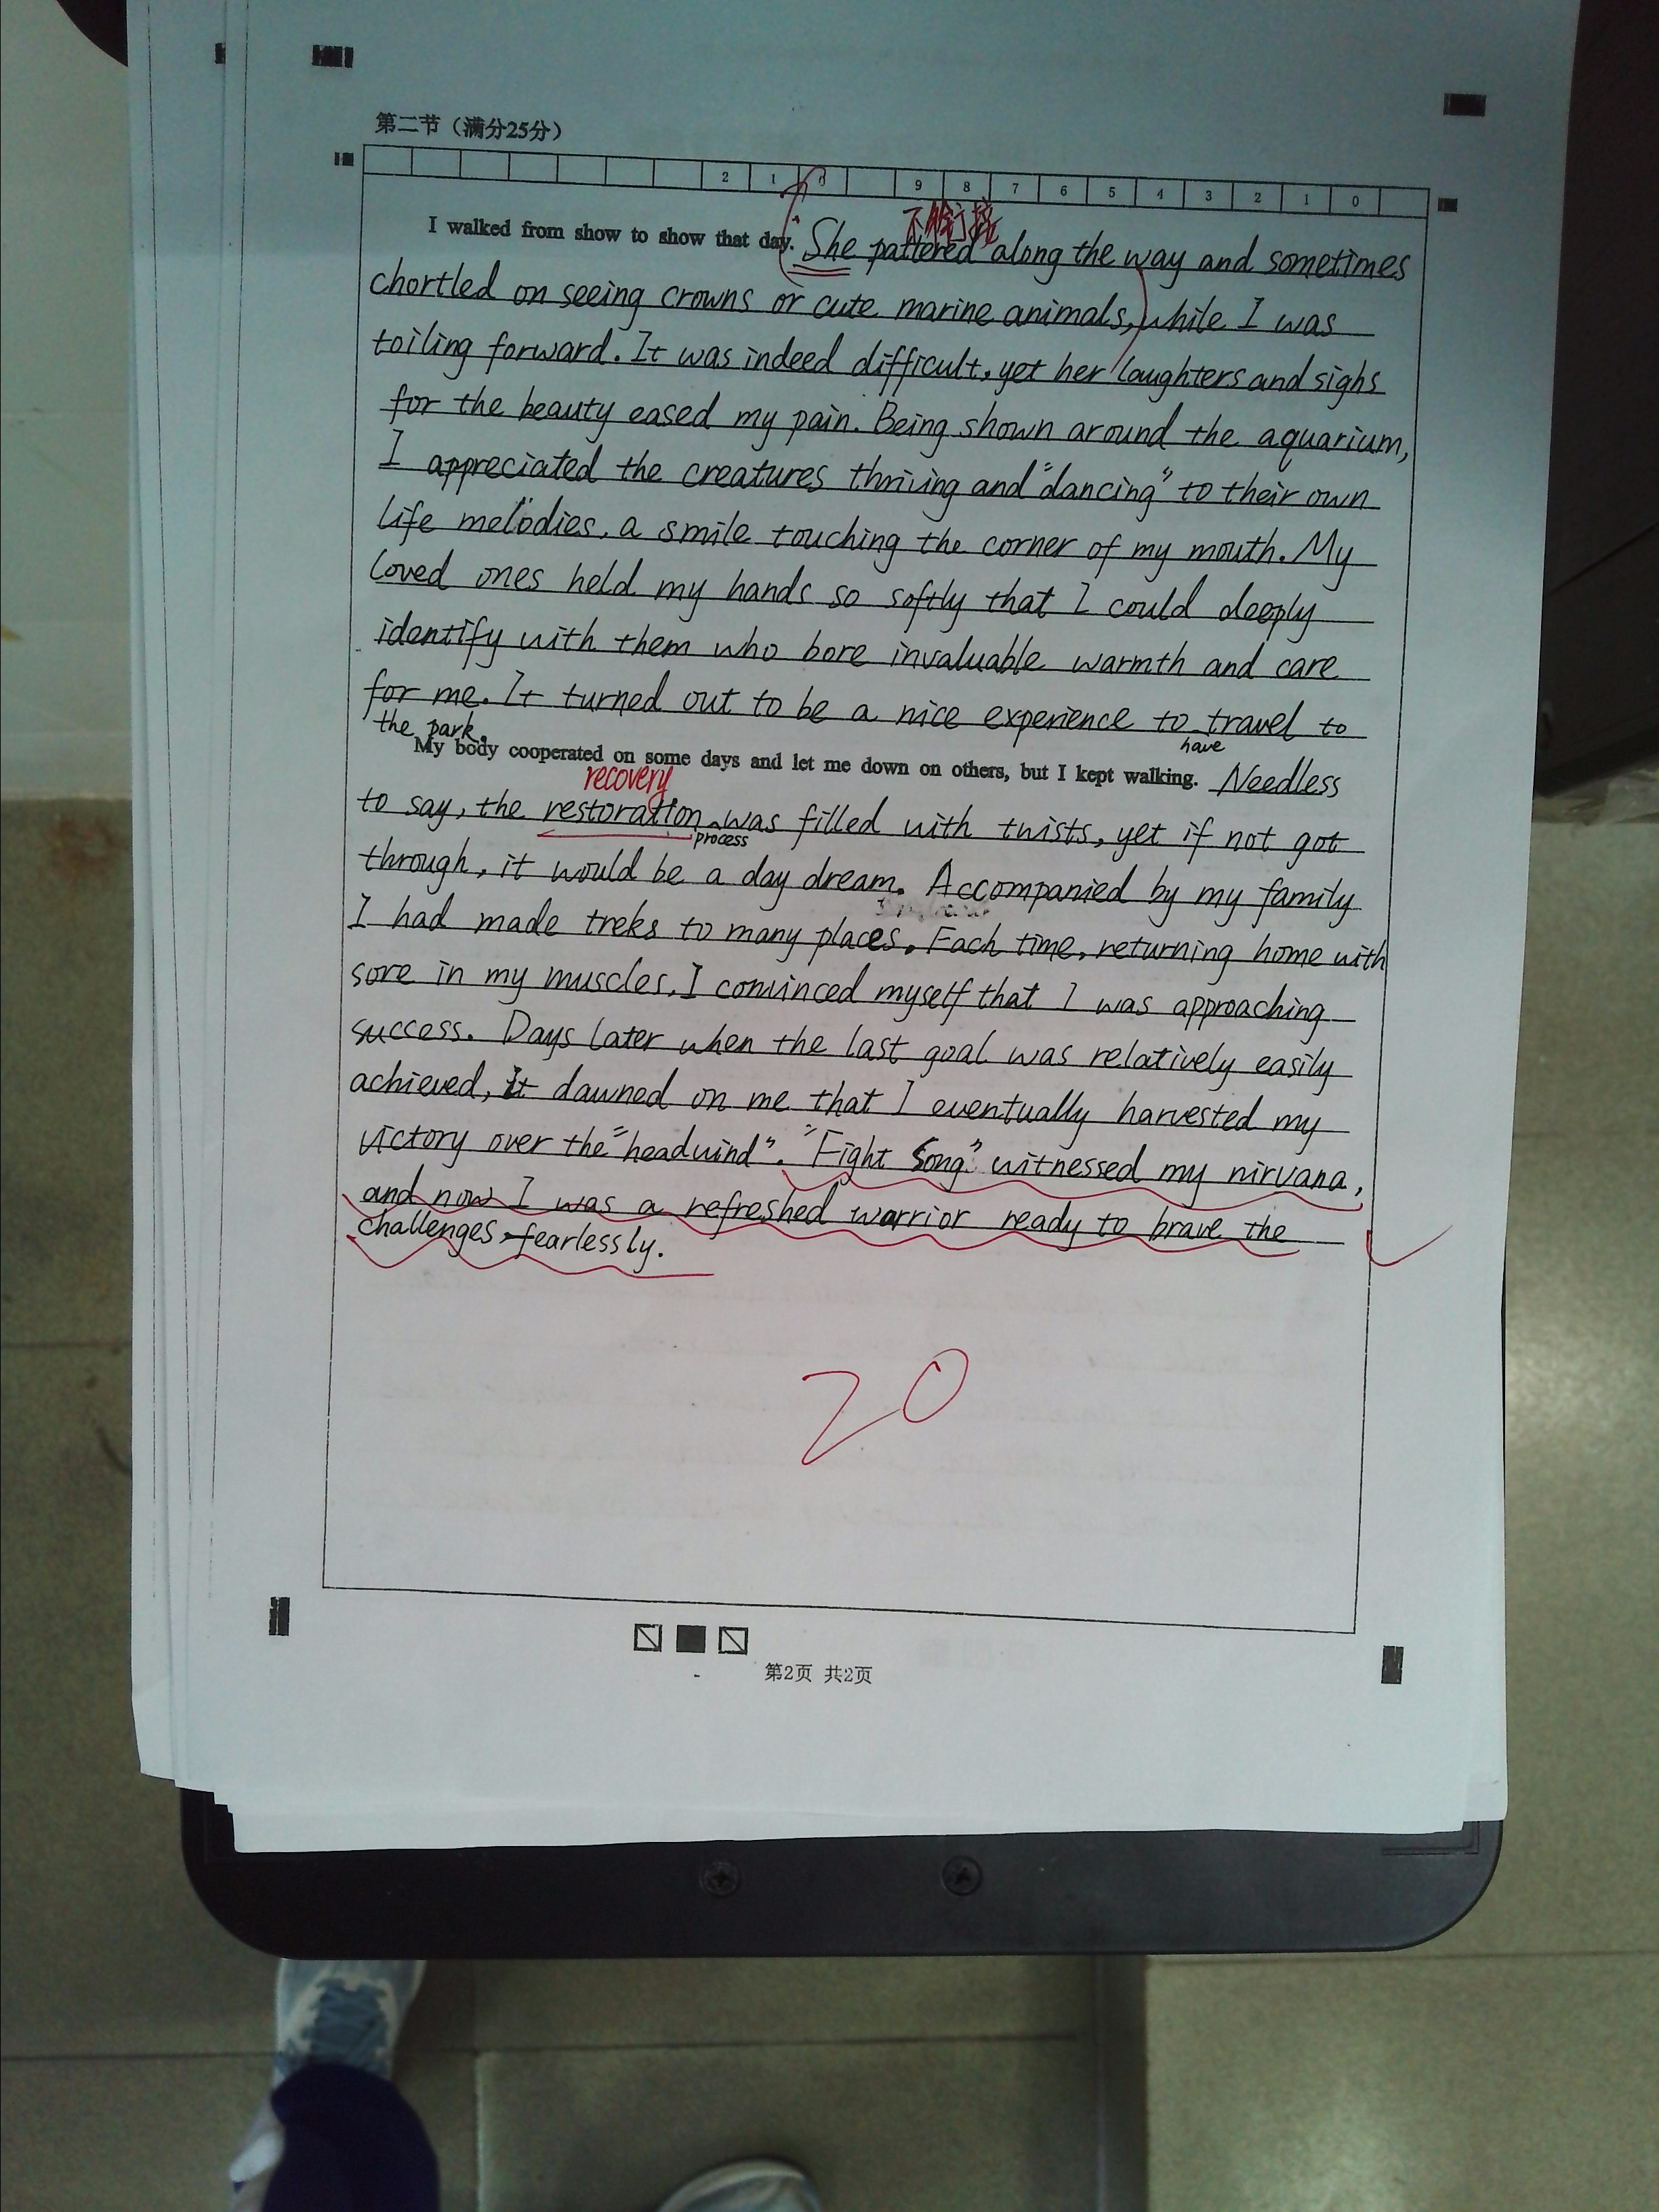 第二节（满分25分）
2 1 0 9 8 7 6 5 4 3 2 1 0
I walked from show to show that day. She pattered along the way and sometimes
chortled on seeing crowns or cute marine animals, while I was
toiling forward. It was indeed difficult, yet her laughters and sighs
for the beauty eased my pain. Being shown around the aquarium,
I appreciated the creatures thriving and "dancing" to their own
life melodies, a smile touching the corner of my mouth. My
loved ones held my hands so softly that I could deeply
identify with them who bore invaluable warmth and care
for me. It turned out to be a nice experience to travel to
the park.
have
My body cooperated on some days and let me down on others, but I kept walking. Needless
recovery
to say, the restoration was filled with twists, yet if not got
process
through, it would be a day dream. Accompanied by my family
I had made treks to many places. Each time, returning home with
sore in my muscles, I convinced myself that I was approaching
success. Days later when the last goal was relatively easily
achieved, it dawned on me that I eventually harvested my
victory over the "headwind". "Fight Song" witnessed my nirvana,
and now I was a refreshed warrior ready to brave the
challenges fearlessly.
20
第2页 共2页